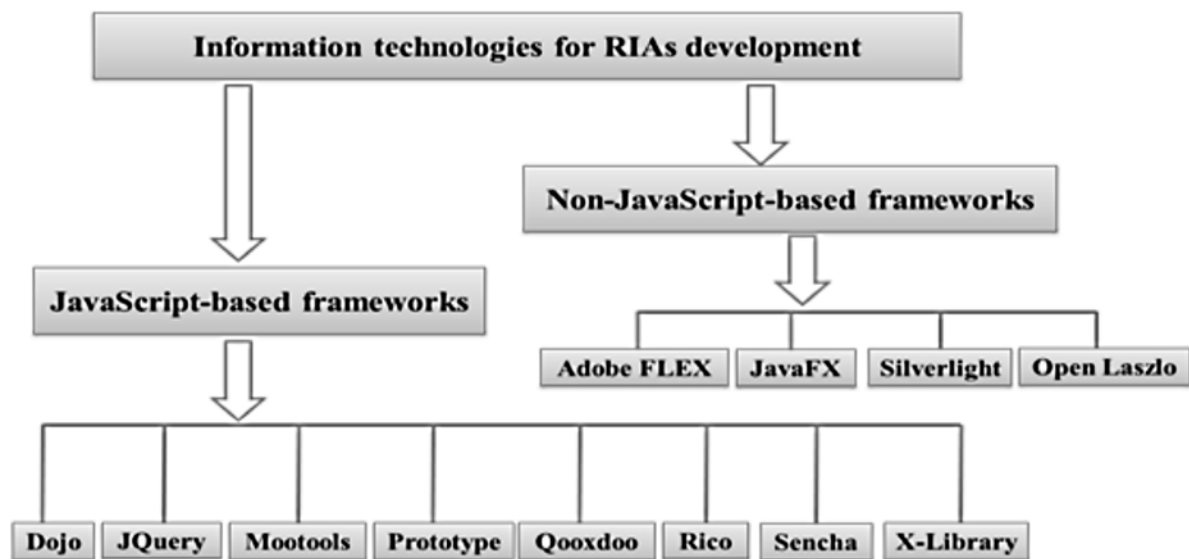 Information technologies for RIAs development
Non-JavaScript-based frameworks
JavaScript-based frameworks
Adobe FLEX
JavaFX
Silverlight
Open Laszlo
Dojo
JQuery
Mootools
Prototype
Qooxdoo
Rico
Sencha
X-Library